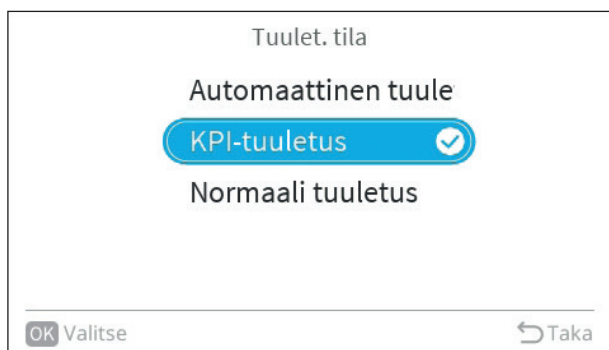 Tuulet. tila
Automaattinen tuule
KPI-tuuletus
Normaali tuuletus
OK Valitse
Taka